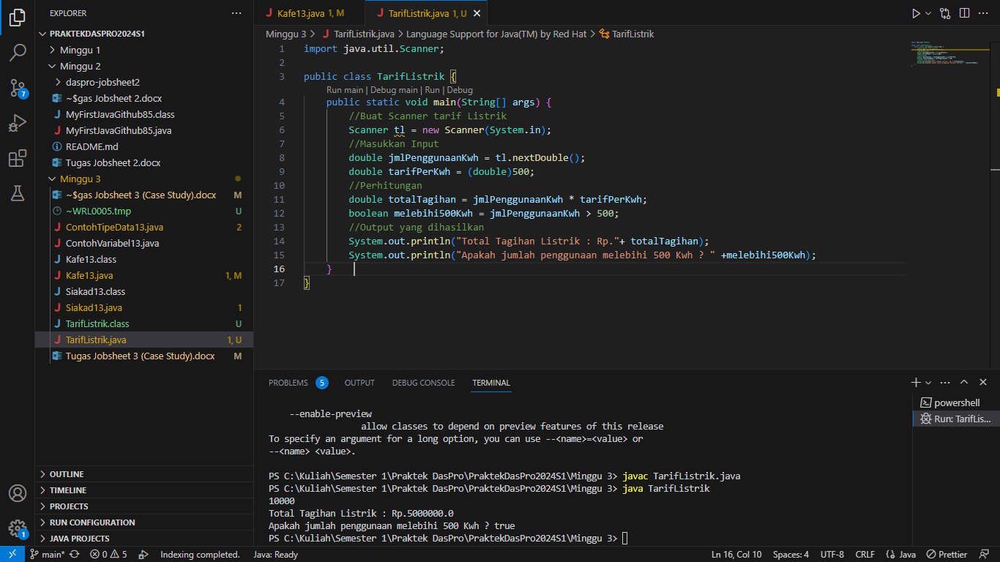 EXPLORER
PRAKTEKDASPRO2024S1
Minggu 1
Minggu 2
daspro-jobsheet2
~$gas Jobsheet 2.docx
MyFirstJavaGithub85.class
MyFirstJavaGithub85.java
README.md
Tugas Jobsheet 2.docx
Minggu 3
~$gas Jobsheet 3 (Case Study).docx M
~WRL0005.tmp U
ContohTipeData13.java 2
ContohVariabel13.java
Kafe13.class
Kafe13.java 1, M
Siakad13.class
Siakad13.java 1
TarifListrik.class U
TarifListrik.java 1, U
Tugas Jobsheet 3 (Case Study).docx M
OUTLINE
TIMELINE
PROJECTS
RUN CONFIGURATION
JAVA PROJECTS
7
1
Kafe13.java 1, M TarifListrik.java 1, U
Minggu 3 > TarifListrik.java > Language Support for Java(TM) by Red Hat > TarifListrik
1 import java.util.Scanner;
2
3 public class TarifListrik {
Run main | Debug main | Run | Debug
4 public static void main(String[] args) {
5 //Buat Scanner tarif Listrik
6 Scanner tl = new Scanner(System.in);
7 //Masukkan Input
8 double jmlPenggunaanKwh = tl.nextDouble();
9 double tarifPerKwh = (double)500;
10 //Perhitungan
11 double totalTagihan = jmlPenggunaanKwh * tarifPerKwh;
12 boolean melebihi500Kwh = jmlPenggunaanKwh > 500;
13 //Output yang dihasilkan
14 System.out.println("Total Tagihan Listrik : Rp."+ totalTagihan);
15 System.out.println("Apakah jumlah penggunaan melebihi 500 Kwh ? " +melebihi500Kwh);
16 }
17 }
PROBLEMS 5 OUTPUT DEBUG CONSOLE TERMINAL
--enable-preview
allow classes to depend on preview features of this release
To specify an argument for a long option, you can use --<name>=<value> or
--<name> <value>.
PS C:\Kuliah\Semester 1\Praktek DasPro\PraktekDasPro2024S1\Minggu 3> javac TarifListrik.java
PS C:\Kuliah\Semester 1\Praktek DasPro\PraktekDasPro2024S1\Minggu 3> java TarifListrik
10000
Total Tagihan Listrik : Rp.5000000.0
Apakah jumlah penggunaan melebihi 500 Kwh ? true
PS C:\Kuliah\Semester 1\Praktek DasPro\PraktekDasPro2024S1\Minggu 3>
powershell
Run: TarifLis...
main* 0 5 Indexing completed. Java: Ready Ln 16, Col 10 Spaces: 4 UTF-8 CRLF Java Prettier